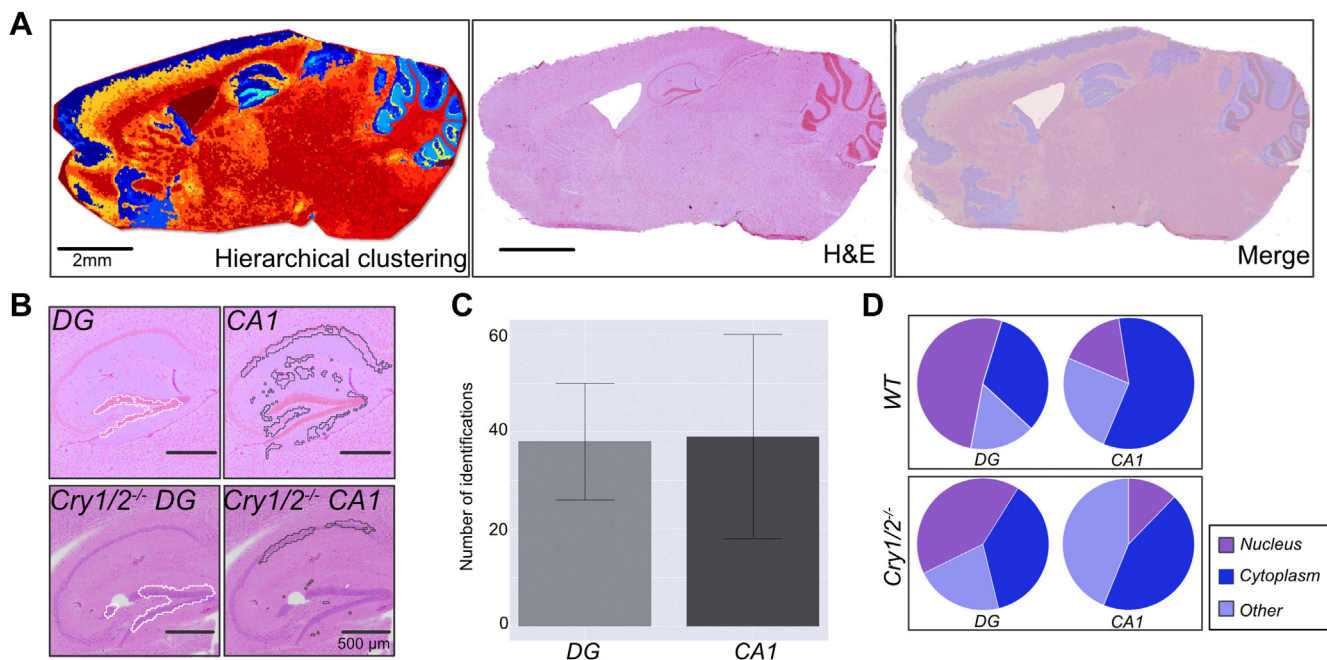 A
2mm
Hierarchical clustering
H&E
Merge
B
DG
CA1
Cry1/2-/- DG
Cry1/2-/- CA1
500 µm
C
Number of identifications
60
40
20
0
DG
CA1
D
WT
DG
CA1
Cry1/2-/-
DG
CA1
Nucleus
Cytoplasm
Other